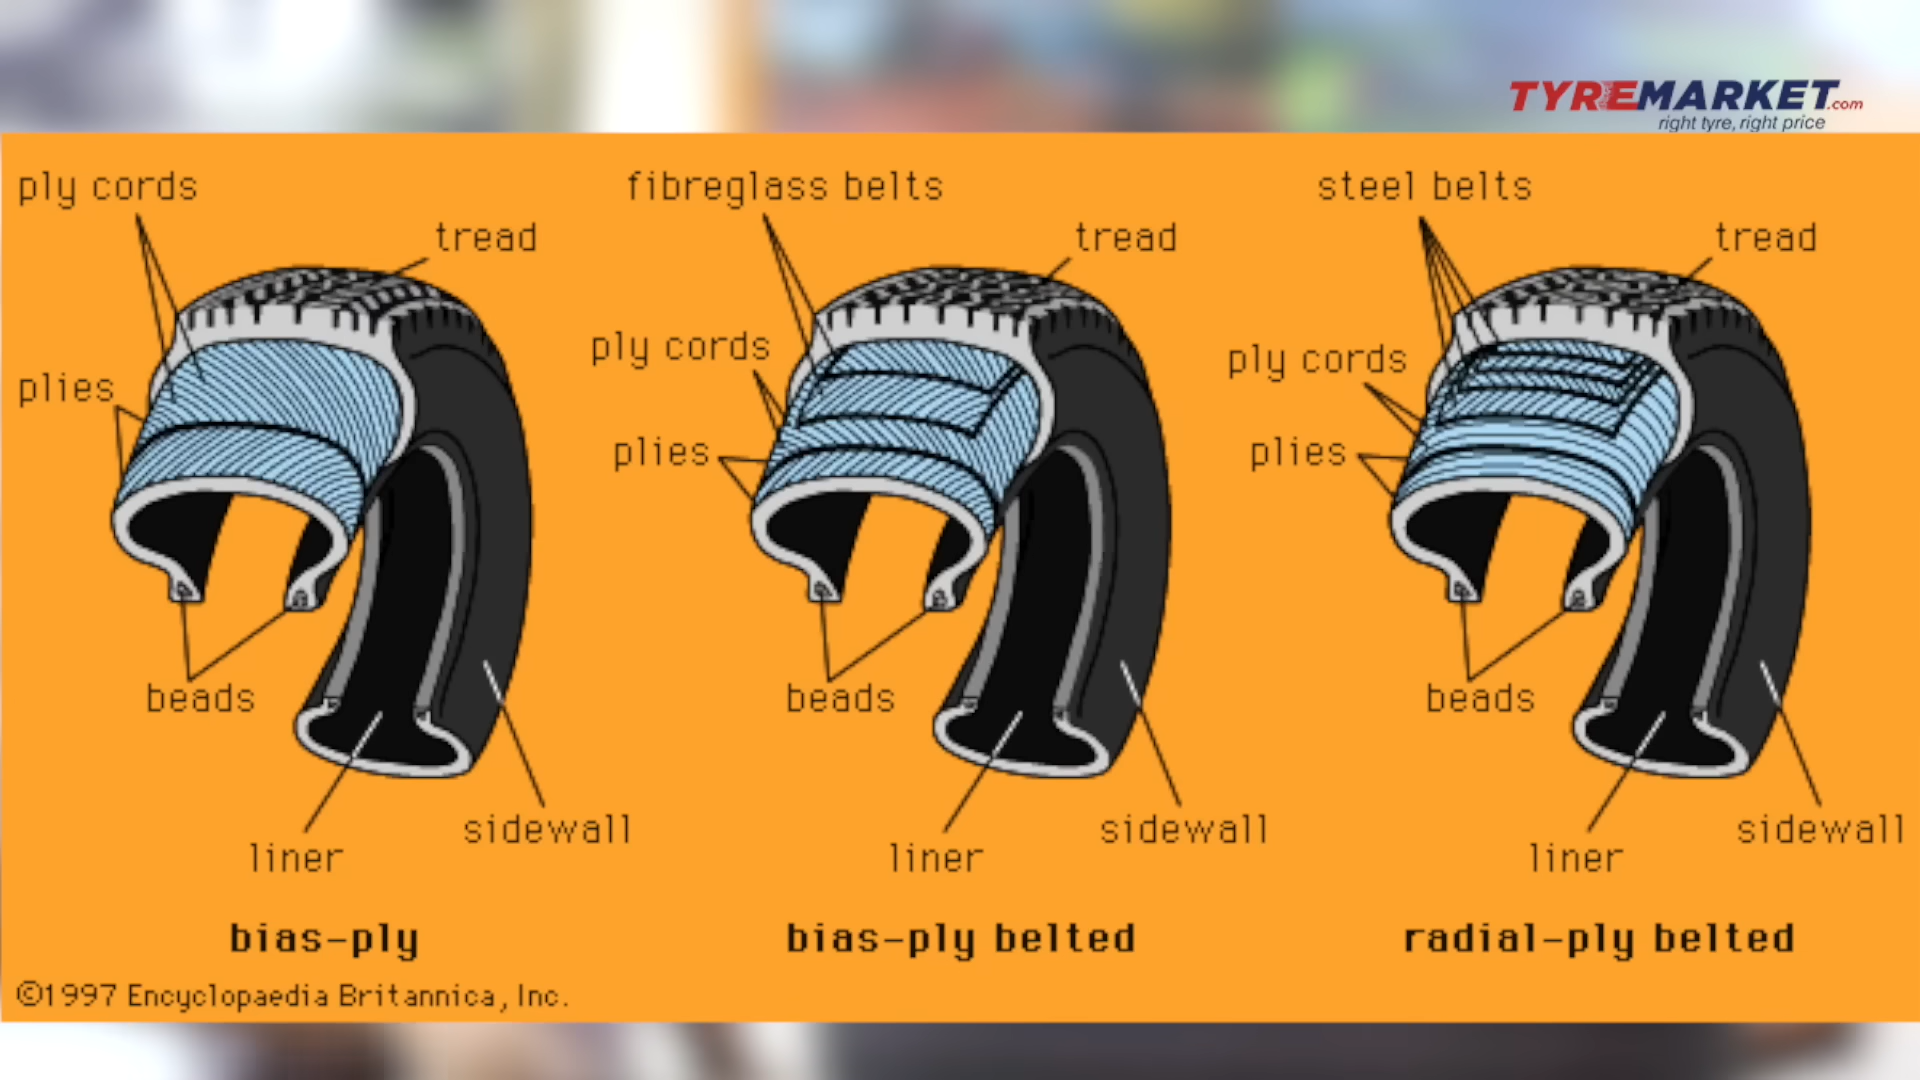 TYREMARKET.com
right tyre, right price
ply cords
tread
plies
beads
liner
sidewall
bias-ply
fibreglass belts
tread
ply cords
plies
beads
liner
sidewall
bias-ply belted
steel belts
tread
ply cords
plies
beads
liner
sidewall
radial-ply belted
©1997 Encyclopaedia Britannica, Inc.